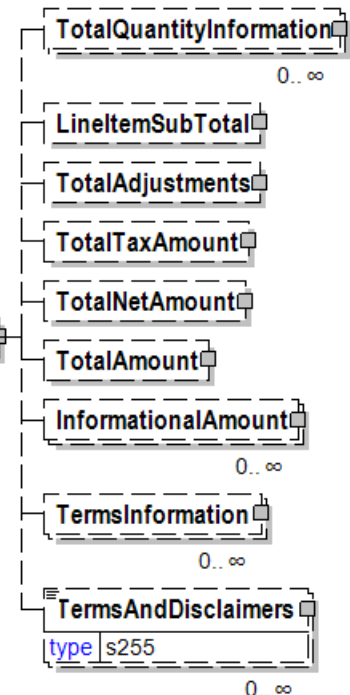 TotalQuantityInformation
0.. ∞
LineItemSubTotal
TotalAdjustments
TotalTaxAmount
TotalNetAmount
TotalAmount
InformationalAmount
0.. ∞
TermsInformation
0.. ∞
TermsAndDisclaimers
type s255
0.. ∞